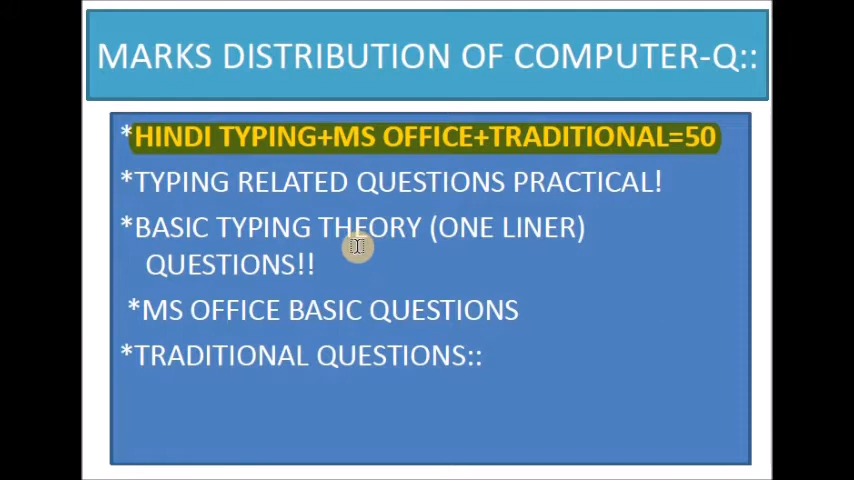 MARKS DISTRIBUTION OF COMPUTER-Q::
*HINDI TYPING+MS OFFICE+TRADITIONAL=50
*TYPING RELATED QUESTIONS PRACTICAL!
*BASIC TYPING THEORY (ONE LINER)
QUESTIONS!!
*MS OFFICE BASIC QUESTIONS
*TRADITIONAL QUESTIONS::